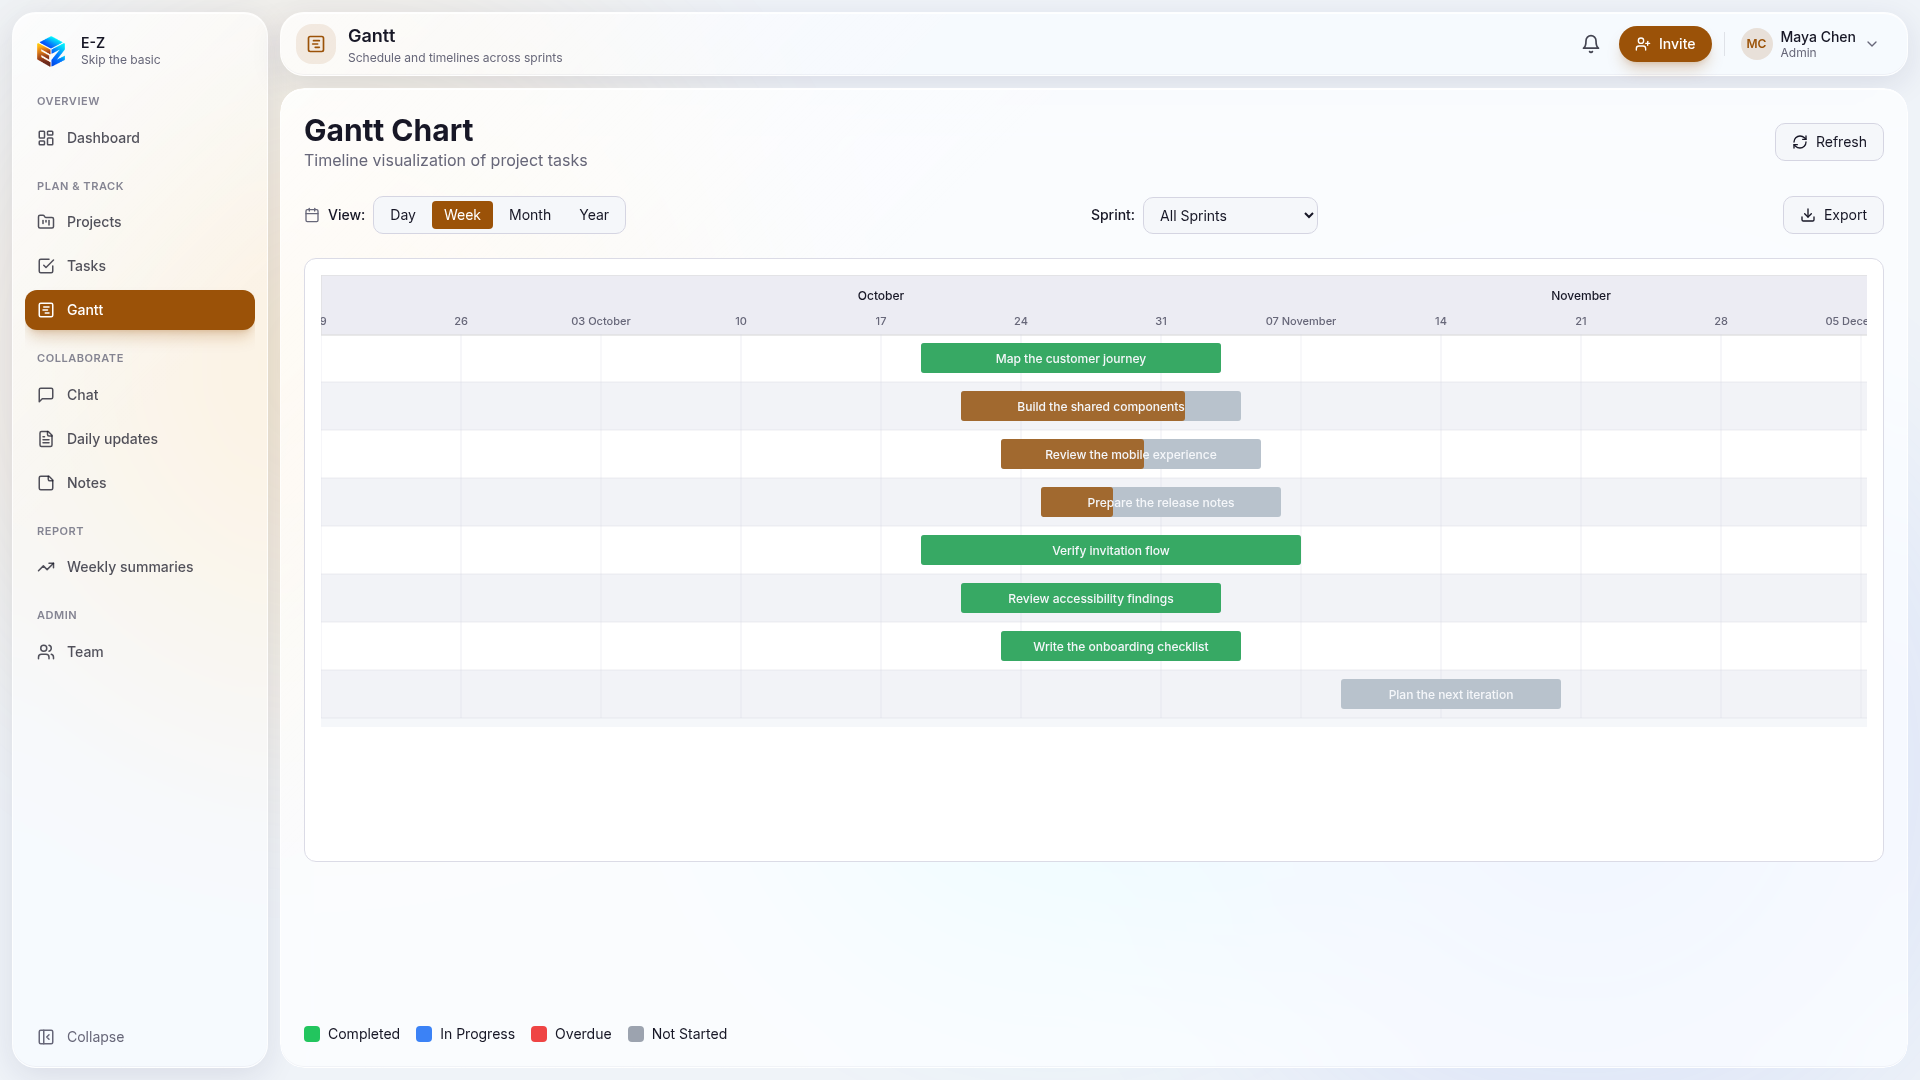 E-Z
Skip the basic
OVERVIEW
Dashboard
PLAN & TRACK
Projects
Tasks
Gantt
COLLABORATE
Chat
Daily updates
Notes
REPORT
Weekly summaries
ADMIN
Team
Collapse
Gantt
Schedule and timelines across sprints
Invite
MC
Maya Chen
Admin
Gantt Chart
Timeline visualization of project tasks
Refresh
View: Day Week Month Year
Sprint: All Sprints
Export
October November
9 26 03 October 10 17 24 31 07 November 14 21 28 05 Dece
Map the customer journey
Build the shared components
Review the mobile experience
Prepare the release notes
Verify invitation flow
Review accessibility findings
Write the onboarding checklist
Plan the next iteration
Completed In Progress Overdue Not Started